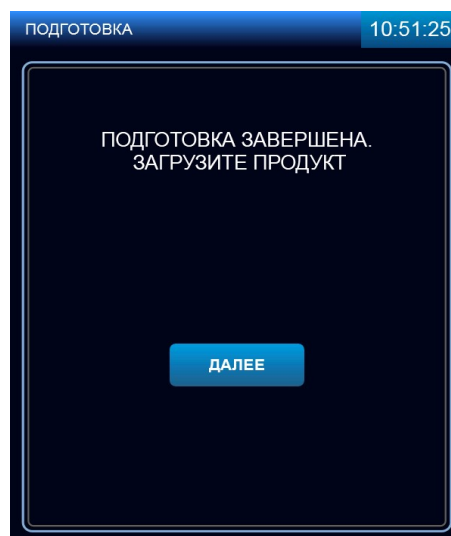 ПОДГОТОВКА 10:51:25
ПОДГОТОВКА ЗАВЕРШЕНА.
ЗАГРУЗИТЕ ПРОДУКТ
ДАЛЕЕ